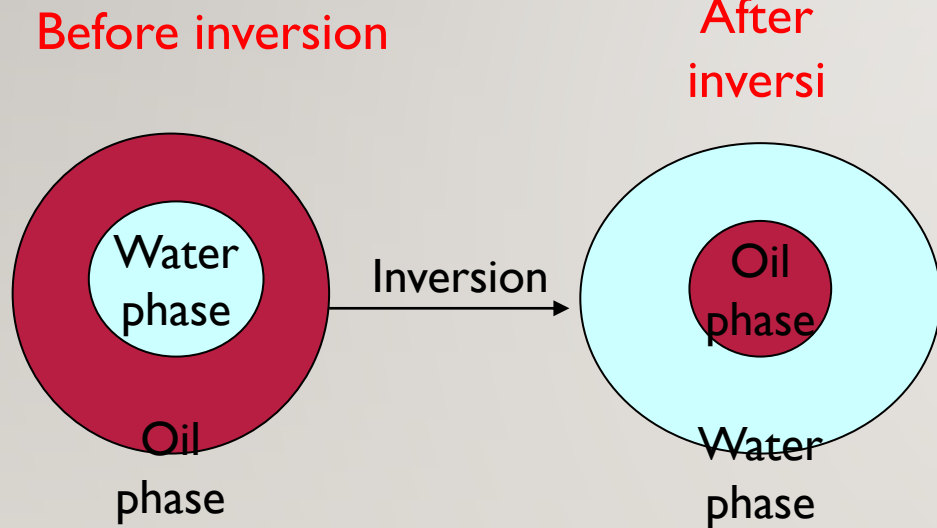 Before inversion
After
inversi
Water
phase
Inversion
Oil
phase
Oil
phase
Water
phase